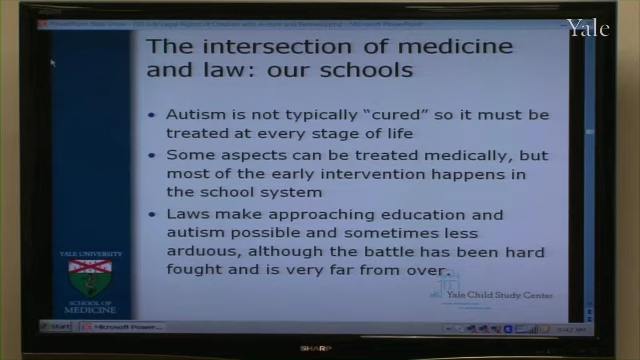 Yale
The intersection of medicine
and law: our schools
• Autism is not typically “cured” so it must be
treated at every stage of life
• Some aspects can be treated medically, but
most of the early intervention happens in
the school system
• Laws make approaching education and
autism possible and sometimes less
arduous, although the battle has been hard
fought and is very far from over.
YALE UNIVERSITY
SCHOOL OF
MEDICINE
Yale Child Study Center
Start
Microsoft Power...
SHARP